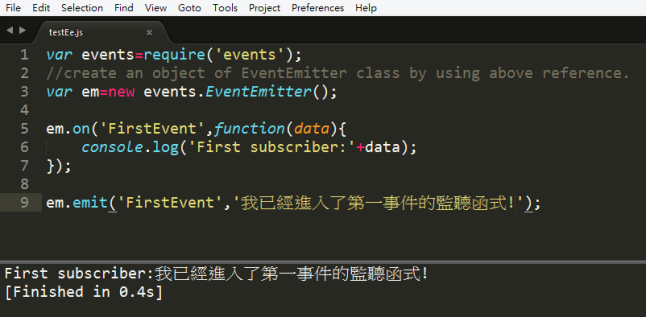 File Edit Selection Find View Goto Tools Project Preferences Help
testEe.js ×
1 var events=require('events');
2 //create an object of EventEmitter class by using above reference.
3 var em=new events.EventEmitter();
4
5 em.on('FirstEvent',function(data){
6     console.log('First subscriber:'+data);
7 });
8
9 em.emit('FirstEvent','我已經進入了第一事件的監聽函式!');
First subscriber:我已經進入了第一事件的監聽函式!
[Finished in 0.4s]